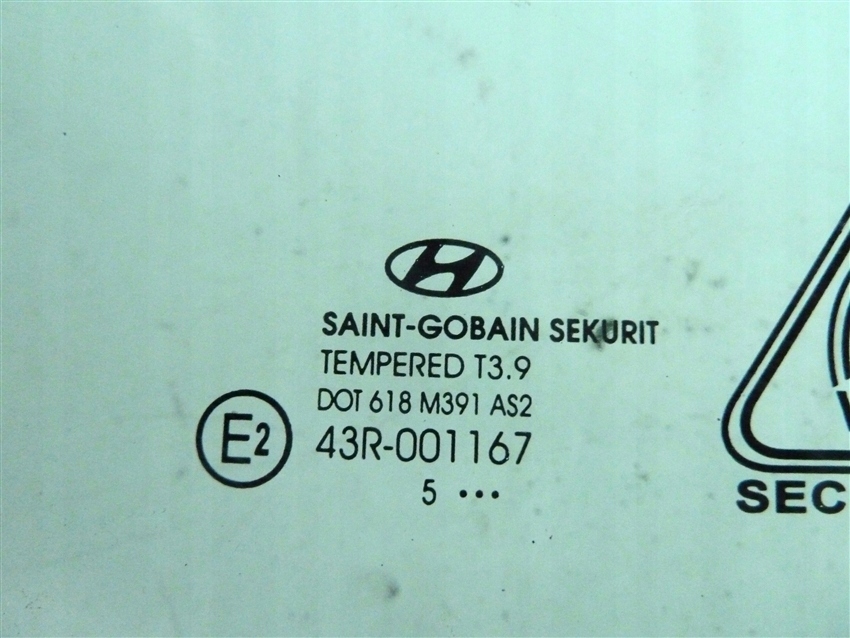 SAINT-GOBAIN SEKURIT
TEMPERED T3.9
DOT 618 M391 AS2
E2
43R-001167
5 •••
SEC